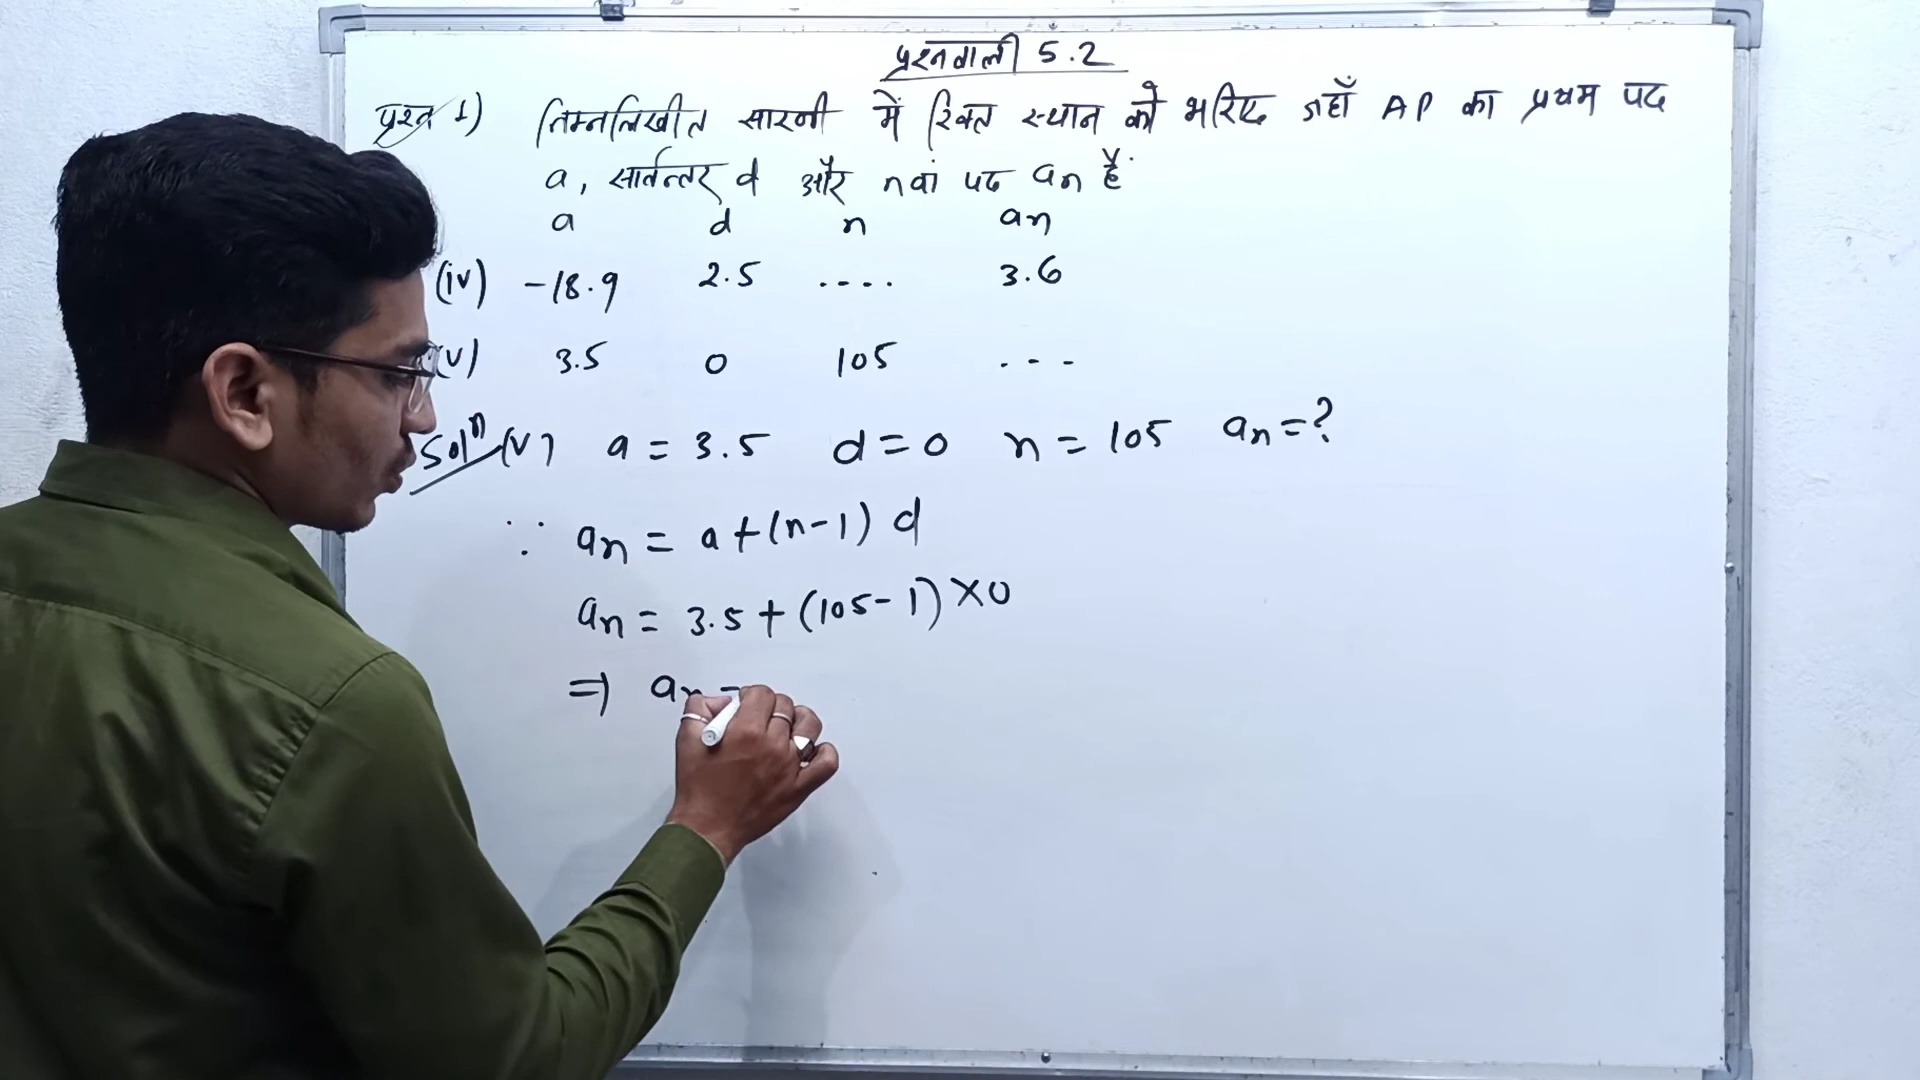 प्रश्नवाली 5.2
प्रश्न 1) निम्नलिखीत सारणी में रिक्त स्थान को भरिए जहाँ AP का प्रथम पद
a, सार्वन्तर d और nवां पद an हैं.
a d n an
(iv) -18.9 2.5 .... 3.6
(v) 3.5 0 105 ...
Solⁿ (v) a = 3.5 d = 0 n = 105 an = ?
∵ an = a + (n-1) d
an = 3.5 + (105-1) × 0
⇒ an =